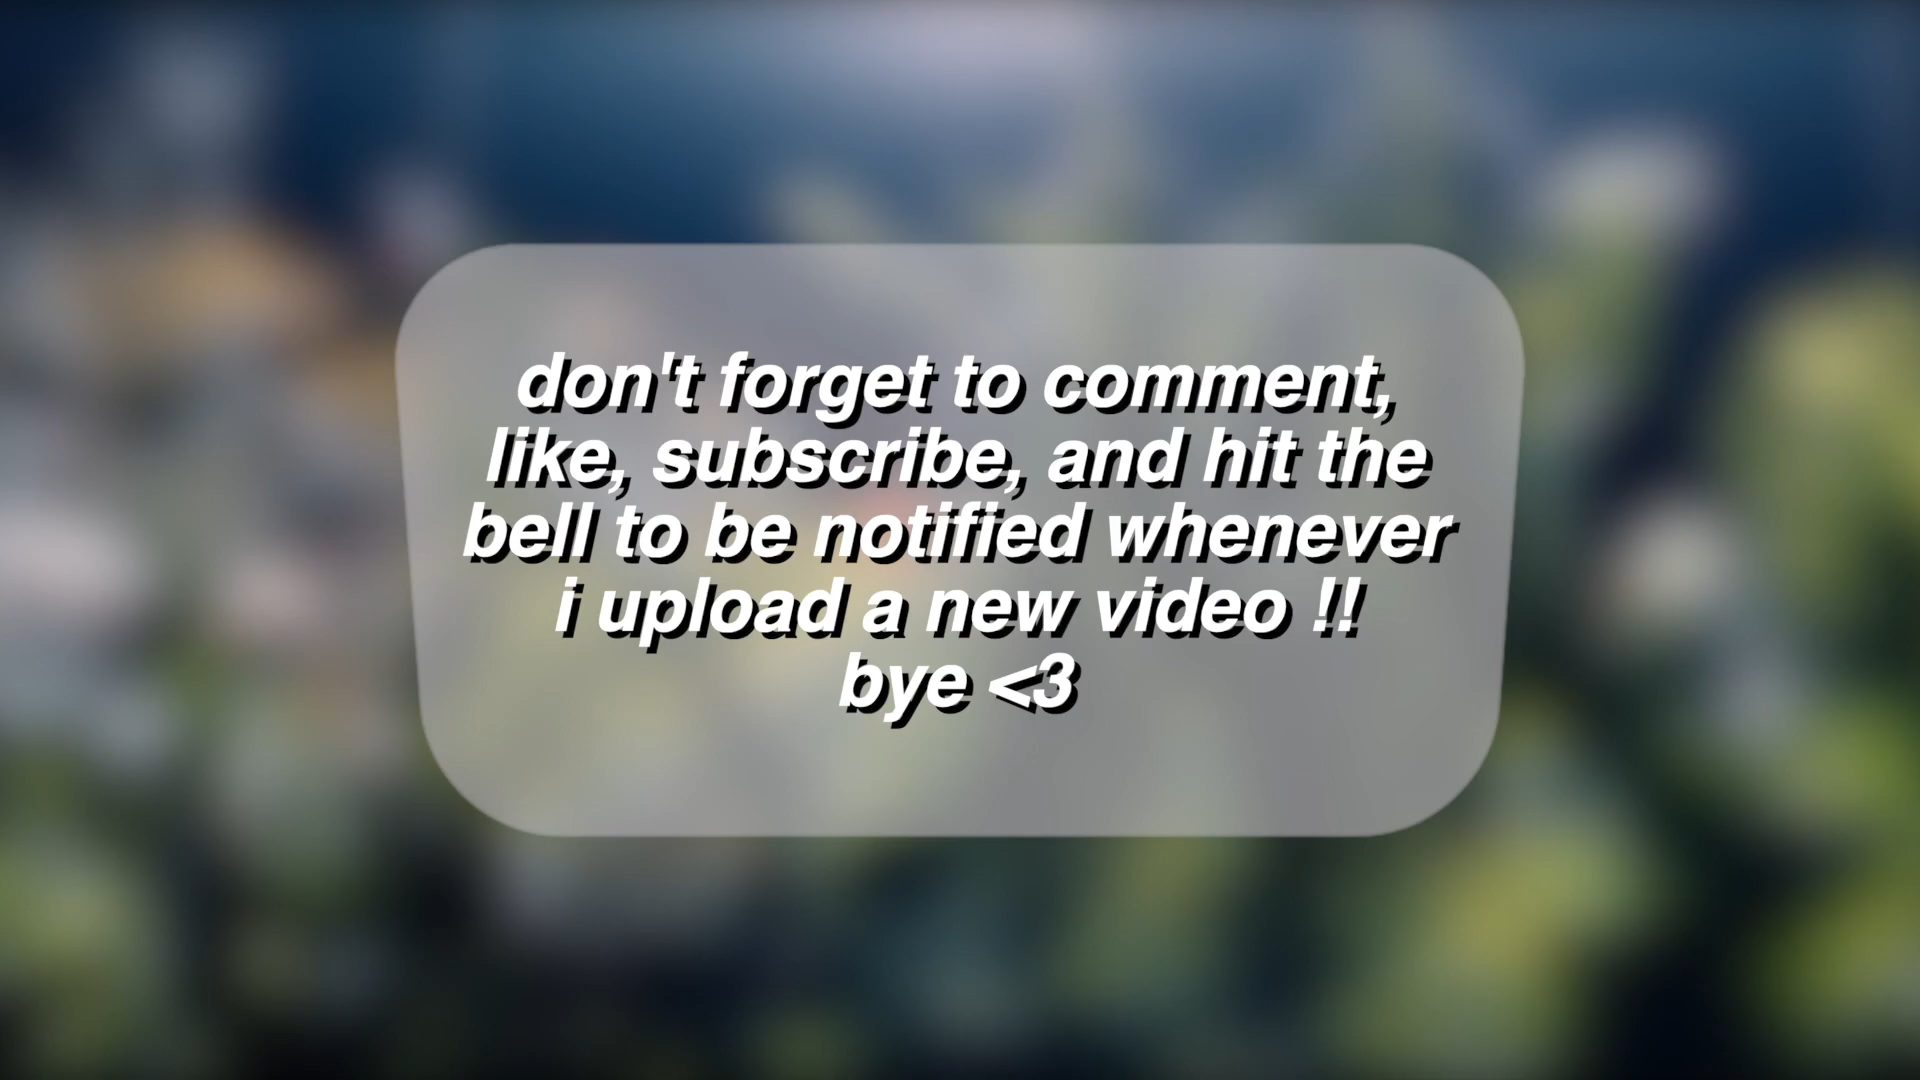 don't forget to comment,
like, subscribe, and hit the
bell to be notified whenever
i upload a new video !!
bye <3